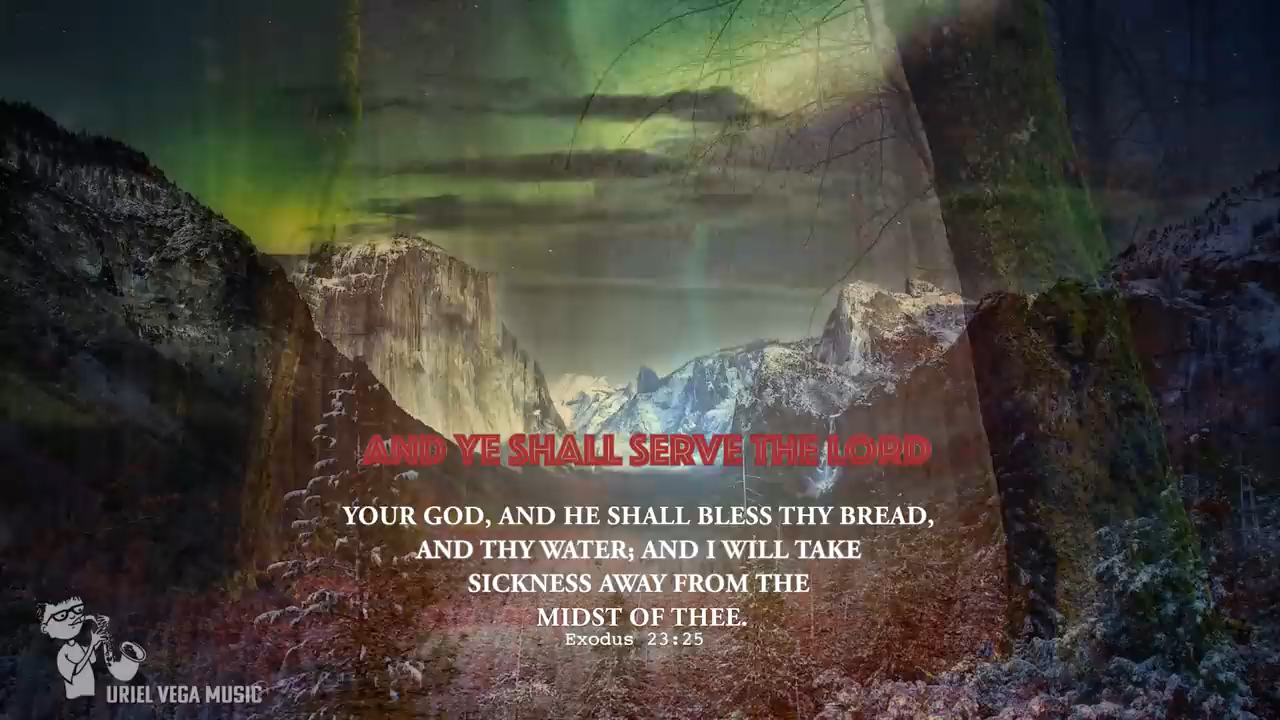 AND YE SHALL SERVE THE LORD
YOUR GOD, AND HE SHALL BLESS THY BREAD,
AND THY WATER; AND I WILL TAKE
SICKNESS AWAY FROM THE
MIDST OF THEE.
Exodus 23:25
URIEL VEGA MUSIC